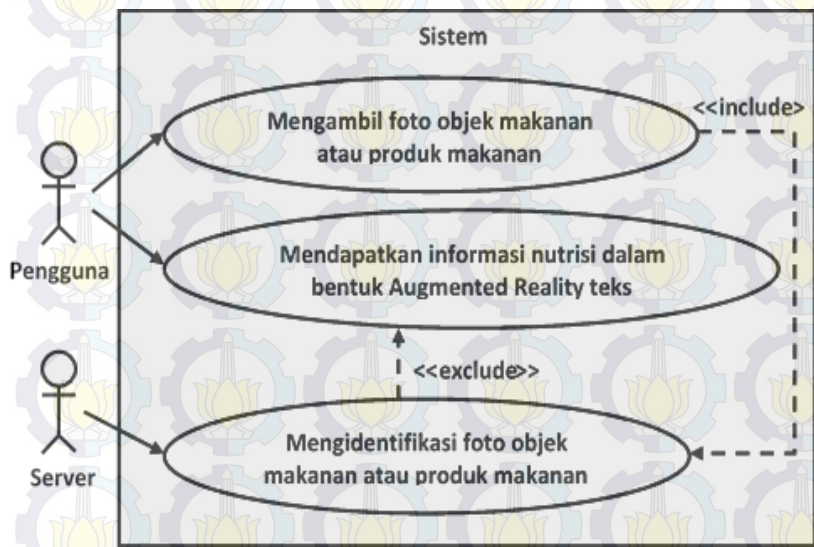 Sistem
Mengambil foto objek makanan
atau produk makanan
<<include>
Pengguna
Mendapatkan informasi nutrisi dalam
bentuk Augmented Reality teks
<<exclude>>
Server
Mengidentifikasi foto objek
makanan atau produk makanan